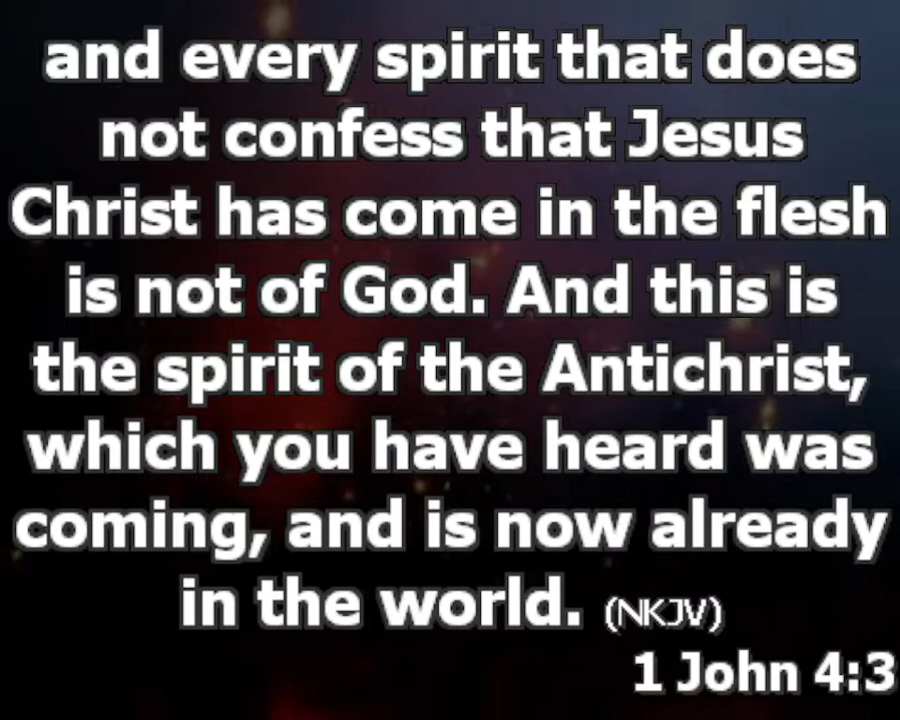 and every spirit that does
not confess that Jesus
Christ has come in the flesh
is not of God. And this is
the spirit of the Antichrist,
which you have heard was
coming, and is now already
in the world. (NKJV)
1 John 4:3